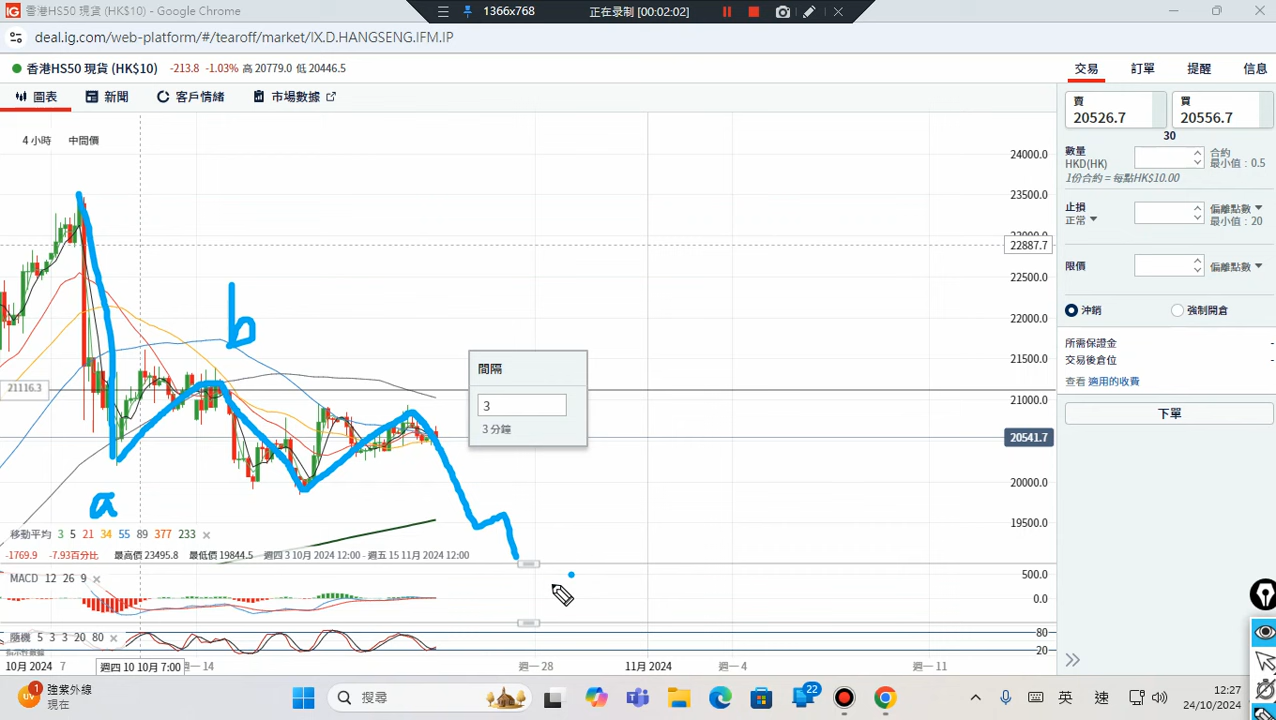 香港HS50 現貨 (HK$10) - Google Chrome
1366x768
正在录制 [00:02:02]
deal.ig.com/web-platform/#/tearoff/market/IX.D.HANGSENG.IFM.IP
香港HS50 現貨 (HK$10) -213.8 -1.03% 高 20779.0 低 20446.5
交易 訂單 提醒 信息
圖表 新聞 客戶情緒 市場數據
賣 20526.7
買 20556.7
30
4 小時 中間價
數量
HKD(HK)
合約
最小值 : 0.5
1份合約 = 每點HK$10.00
止損
正常
偏離點數
最小值 : 20
限價
偏離點數
沖銷 強制開倉
所需保證金 -
交易後倉位 -
查看 適用的收費
下單
24000.0
23500.0
23000.0
22887.7
22500.0
22000.0
21500.0
21116.3
21000.0
20541.7
20000.0
19500.0
b
a
間隔
3
3 分鐘
移動平均 3 5 21 34 55 89 377 233
-1769.9 -7.93百分比 最高價 23495.8 最低價 19844.5 週四 3 10月 2024 12:00 - 週五 15 11月 2024 12:00
MACD 12 26 9
500.0
0.0
隨機 5 3 3 20 80
80
20
10月 2024 7 週四 10 10月 7:00 週一 14 週一 28 11月 2024 週一 4 週一 11
1
強紫外線
現在
搜尋
22
英 速
12:27
24/10/2024